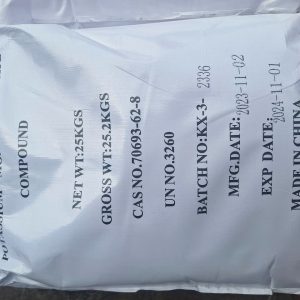 POTASSIUM
COMPOUND
NET WT:25KGS
GROSS WT:25.2KGS
CAS NO.70693-62-8
UN NO.3260
BATCH NO:KX-3-2336
MFG.DATE: 2023-11-02
EXP DATE: 2024-11-01
MADE IN CHINA